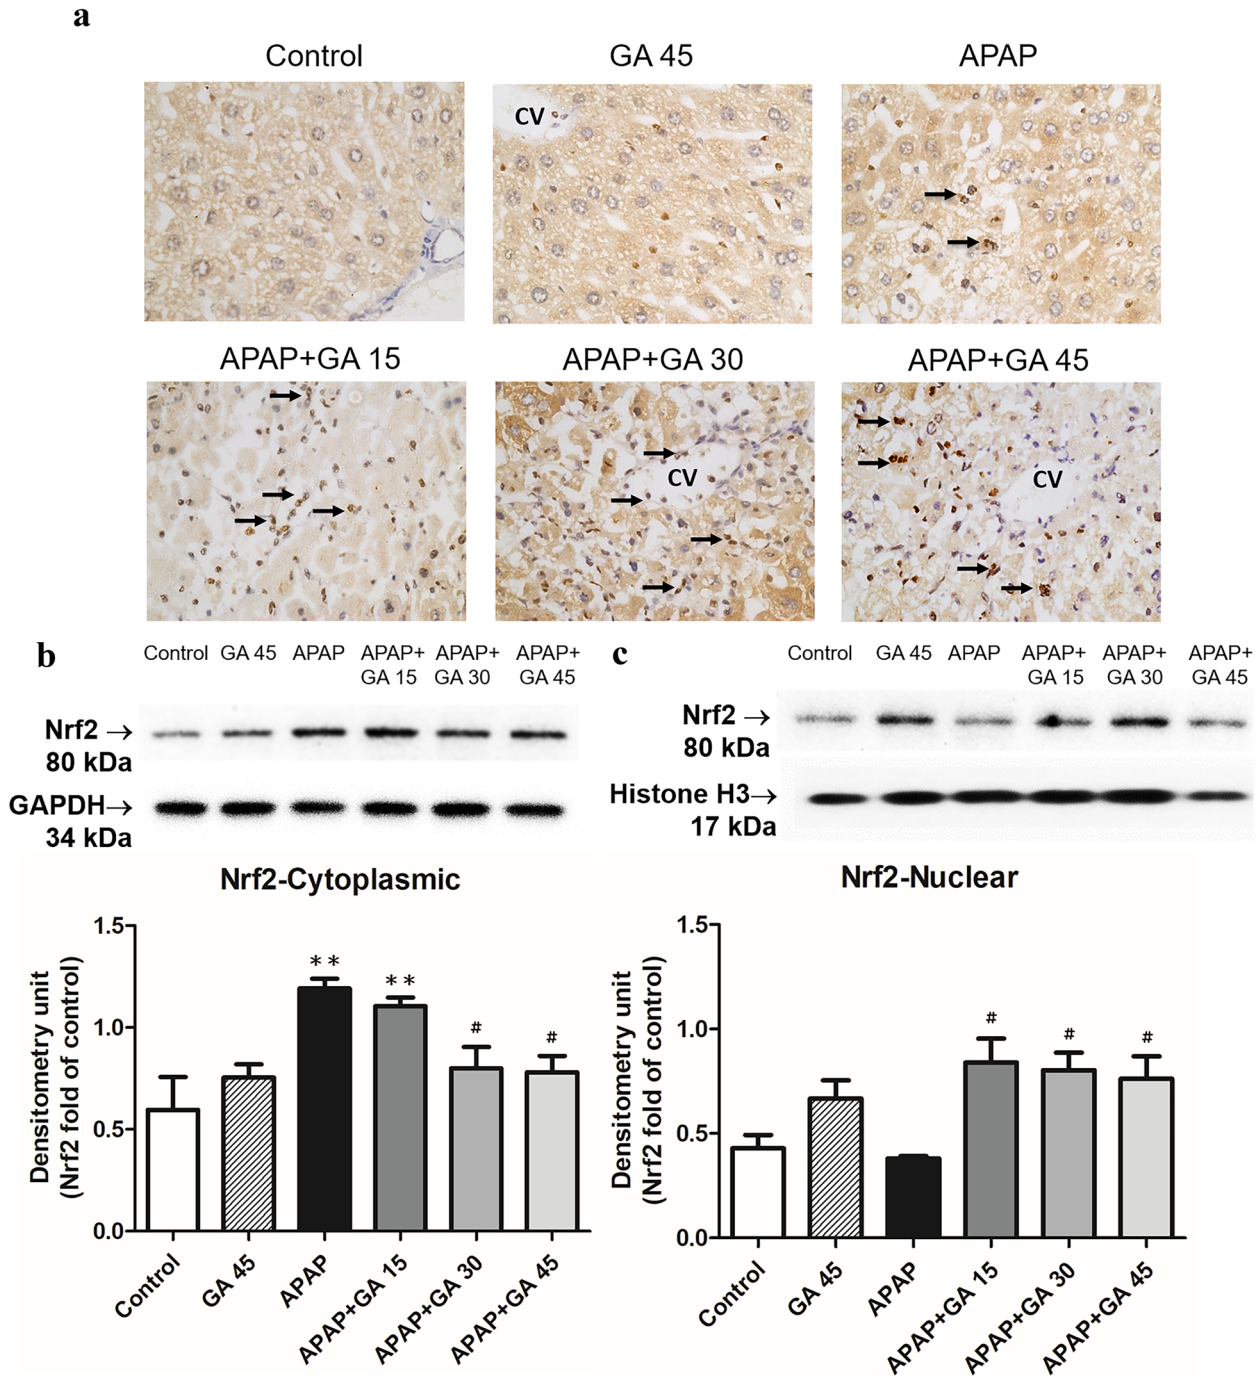 a
Control
GA 45
APAP
CV
APAP+GA 15
APAP+GA 30
APAP+GA 45
CV
CV
b
Control
GA 45
APAP
APAP+
GA 15
APAP+
GA 30
APAP+
GA 45
Nrf2→
80 kDa
GAPDH→
34 kDa
Nrf2-Cytoplasmic
Densitometry unit
(Nrf2 fold of control)
1.5
1.0
0.5
0.0
**
**
#
#
Control
GA 45
APAP
APAP+GA 15
APAP+GA 30
APAP+GA 45
c
Control
GA 45
APAP
APAP+
GA 15
APAP+
GA 30
APAP+
GA 45
Nrf2→
80 kDa
Histone H3→
17 kDa
Nrf2-Nuclear
Densitometry unit
(Nrf2 fold of control)
1.5
1.0
0.5
0.0
#
#
#
Control
GA 45
APAP
APAP+GA 15
APAP+GA 30
APAP+GA 45